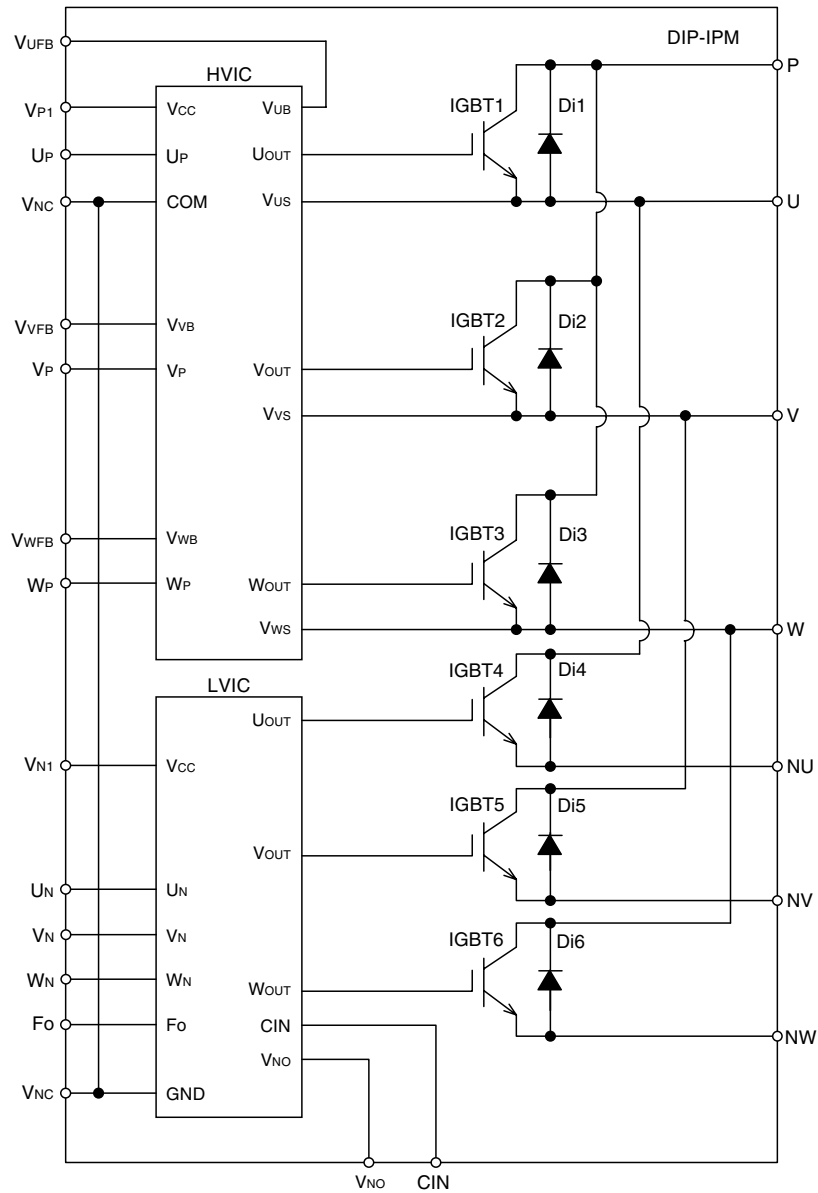 DIP-IPM
VUFB
P
HVIC
IGBT1
Di1
VP1
VCC
VUB
UP
UP
UOUT
VNC
COM
VUS
U
IGBT2
Di2
VVFB
VVB
VP
VP
VOUT
VVS
V
IGBT3
Di3
VWFB
VWB
WP
WP
WOUT
VWS
W
IGBT4
Di4
LVIC
UOUT
VN1
VCC
NU
IGBT5
Di5
VOUT
UN
UN
NV
VN
VN
IGBT6
Di6
WN
WN
WOUT
Fo
Fo
CIN
NW
VNO
VNC
GND
VNO
CIN